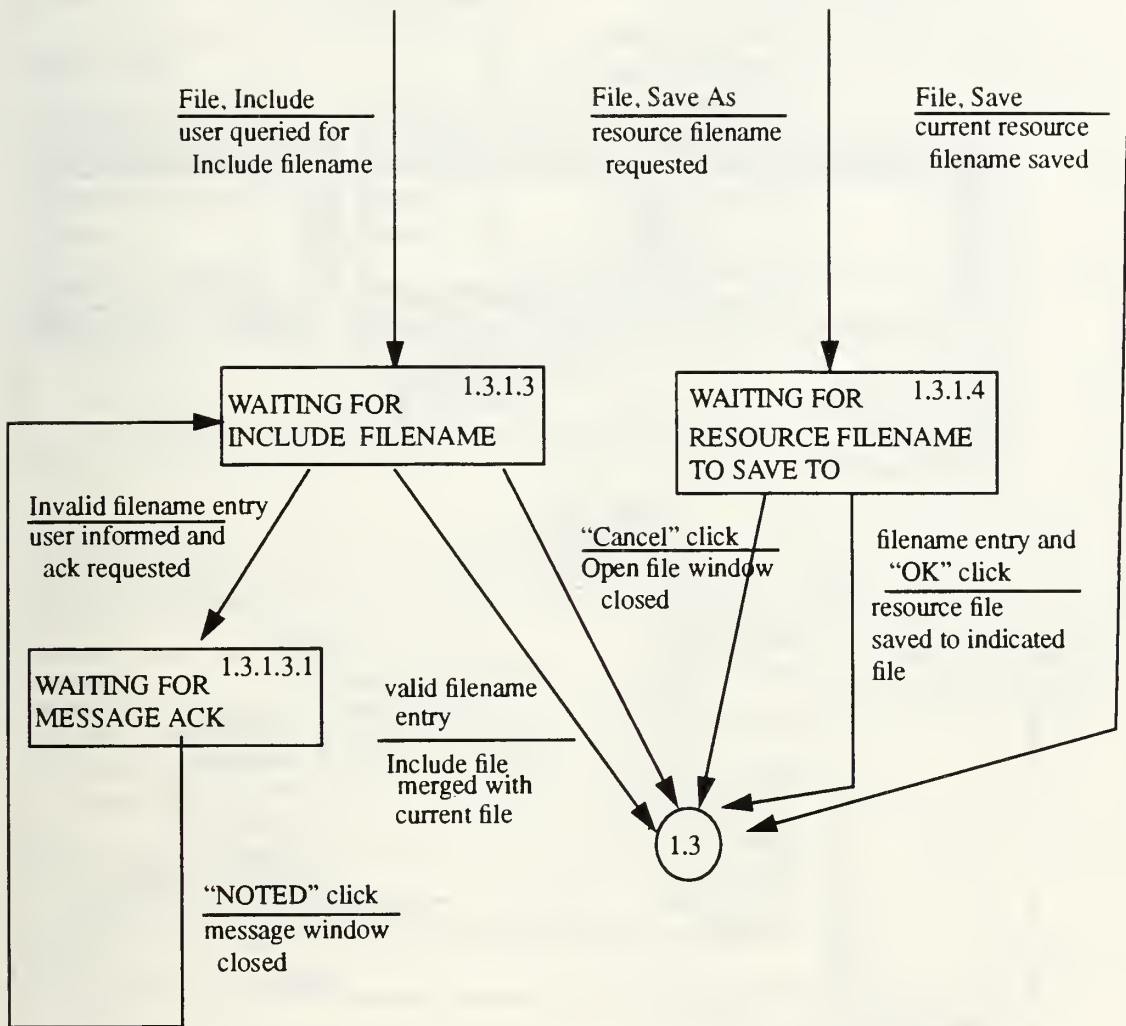 File, Include
user queried for
Include filename
File, Save As
resource filename
requested
File, Save
current resource
filename saved
1.3.1.3
WAITING FOR
INCLUDE FILENAME
1.3.1.4
WAITING FOR
RESOURCE FILENAME
TO SAVE TO
Invalid filename entry
user informed and
ack requested
“Cancel” click
Open file window
closed
filename entry and
“OK” click
resource file
saved to indicated
file
1.3.1.3.1
WAITING FOR
MESSAGE ACK
valid filename
entry
Include file
merged with
current file
1.3
“NOTED” click
message window
closed